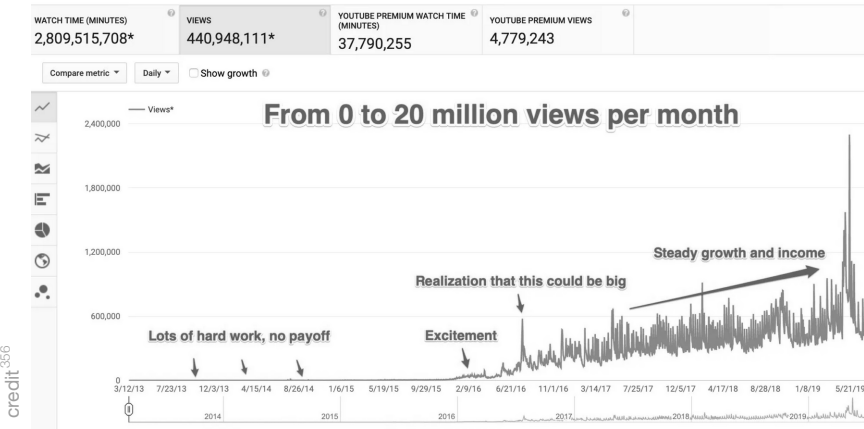 WATCH TIME (MINUTES)
2,809,515,708*
VIEWS
440,948,111*
YOUTUBE PREMIUM WATCH TIME
(MINUTES)
37,790,255
YOUTUBE PREMIUM VIEWS
4,779,243
Compare metric
Daily
Show growth
Views*
From 0 to 20 million views per month
2,400,000
1,800,000
1,200,000
600,000
0
Steady growth and income
Realization that this could be big
Lots of hard work, no payoff
Excitement
3/12/13 7/23/13 12/3/13 4/15/14 8/26/14 1/6/15 5/19/15 9/29/15 2/9/16 6/21/16 11/1/16 3/14/17 7/25/17 12/5/17 4/17/18 8/28/18 1/8/19 5/21/19
2014 2015 2016 2017 2018 2019
credit 356